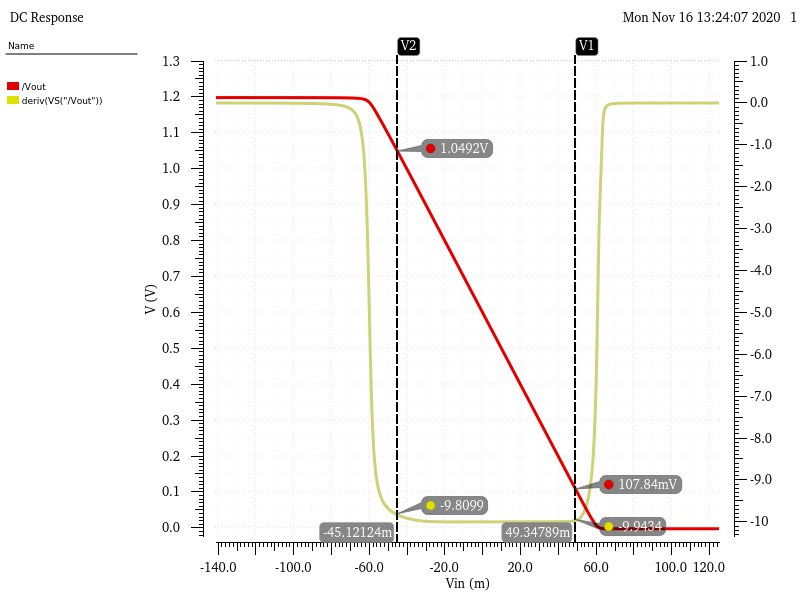 DC Response
Mon Nov 16 13:24:07 2020 1
Name
/Vout
deriv(VS("/Vout"))
V2
V1
1.3
1.2
1.1
1.0
0.9
0.8
0.7
0.6
0.5
0.4
0.3
0.2
0.1
0.0
V (V)
1.0
0.0
-1.0
-2.0
-3.0
-4.0
-5.0
-6.0
-7.0
-8.0
-9.0
-10
1.0492V
107.84mV
-9.8099
-9.9434
-45.12124m
49.34789m
-140.0 -100.0 -60.0 -20.0 20.0 60.0 100.0 120.0
Vin (m)